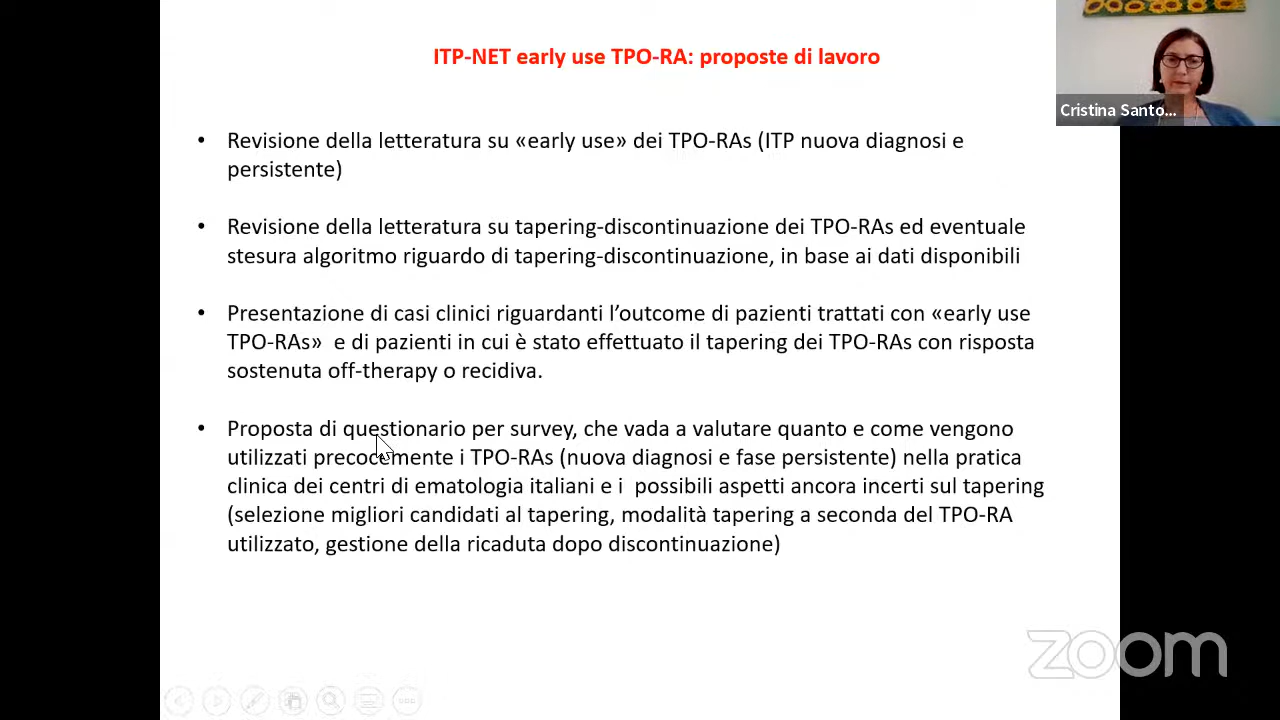 ITP-NET early use TPO-RA: proposte di lavoro
Cristina Santo...
• Revisione della letteratura su «early use» dei TPO-RAs (ITP nuova diagnosi e
persistente)
• Revisione della letteratura su tapering-discontinuazione dei TPO-RAs ed eventuale
stesura algoritmo riguardo di tapering-discontinuazione, in base ai dati disponibili
• Presentazione di casi clinici riguardanti l’outcome di pazienti trattati con «early use
TPO-RAs» e di pazienti in cui è stato effettuato il tapering dei TPO-RAs con risposta
sostenuta off-therapy o recidiva.
• Proposta di questionario per survey, che vada a valutare quanto e come vengono
utilizzati precocemente i TPO-RAs (nuova diagnosi e fase persistente) nella pratica
clinica dei centri di ematologia italiani e i possibili aspetti ancora incerti sul tapering
(selezione migliori candidati al tapering, modalità tapering a seconda del TPO-RA
utilizzato, gestione della ricaduta dopo discontinuazione)
zoom